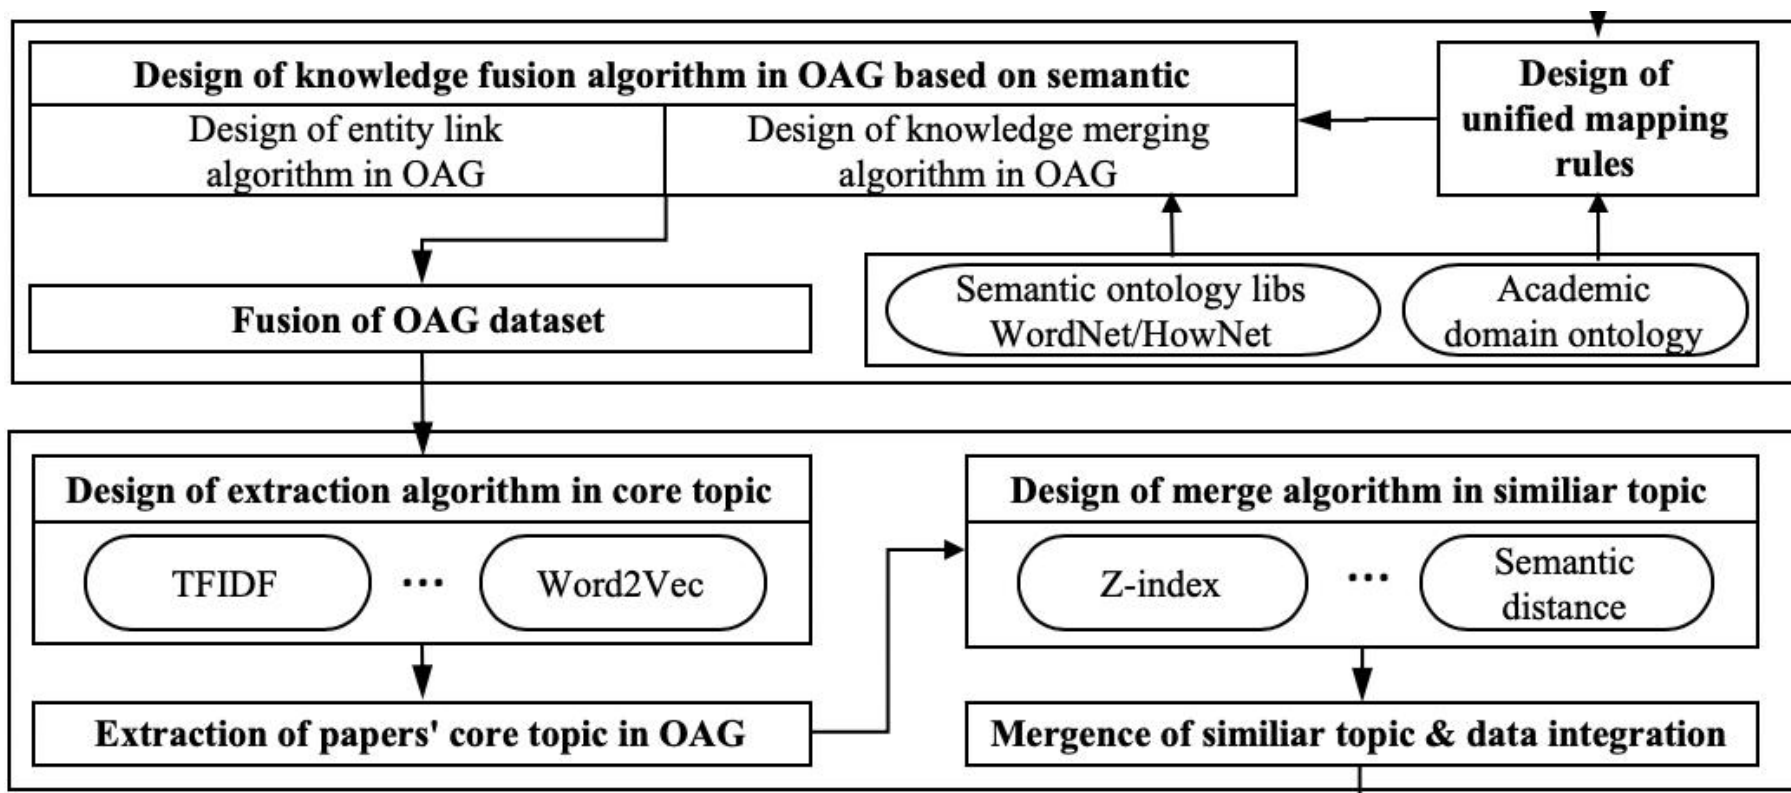 Design of knowledge fusion algorithm in OAG based on semantic
Design of entity link
algorithm in OAG
Design of knowledge merging
algorithm in OAG
Design of
unified mapping
rules
Semantic ontology libs
WordNet/HowNet
Academic
domain ontology
Fusion of OAG dataset
Design of extraction algorithm in core topic
TFIDF
...
Word2Vec
Extraction of papers' core topic in OAG
Design of merge algorithm in similiar topic
Z-index
...
Semantic
distance
Mergence of similiar topic & data integration